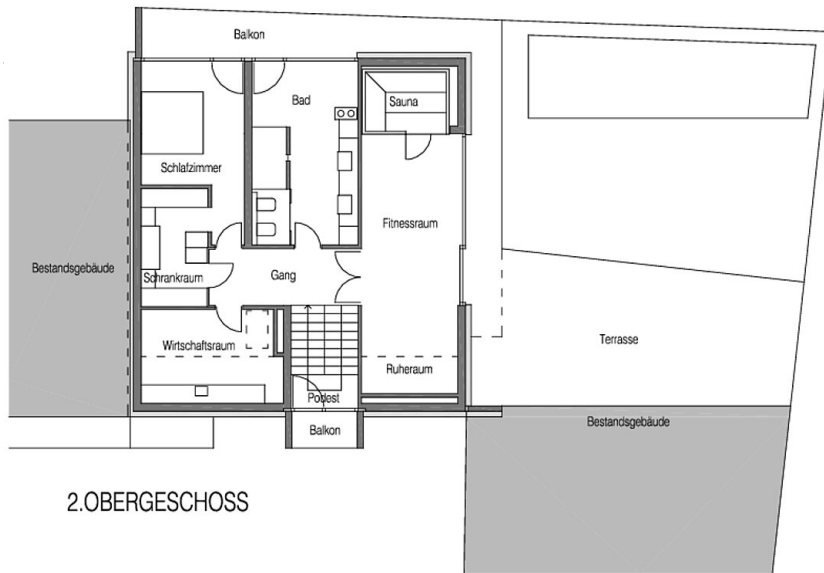 Balkon
Bad
Sauna
Schlafzimmer
Fitnessraum
Bestandsgebäude
Schrankraum
Gang
Terrasse
Wirtschaftsraum
Ruheraum
Podest
Bestandsgebäude
Balkon
2.OBERGESCHOSS